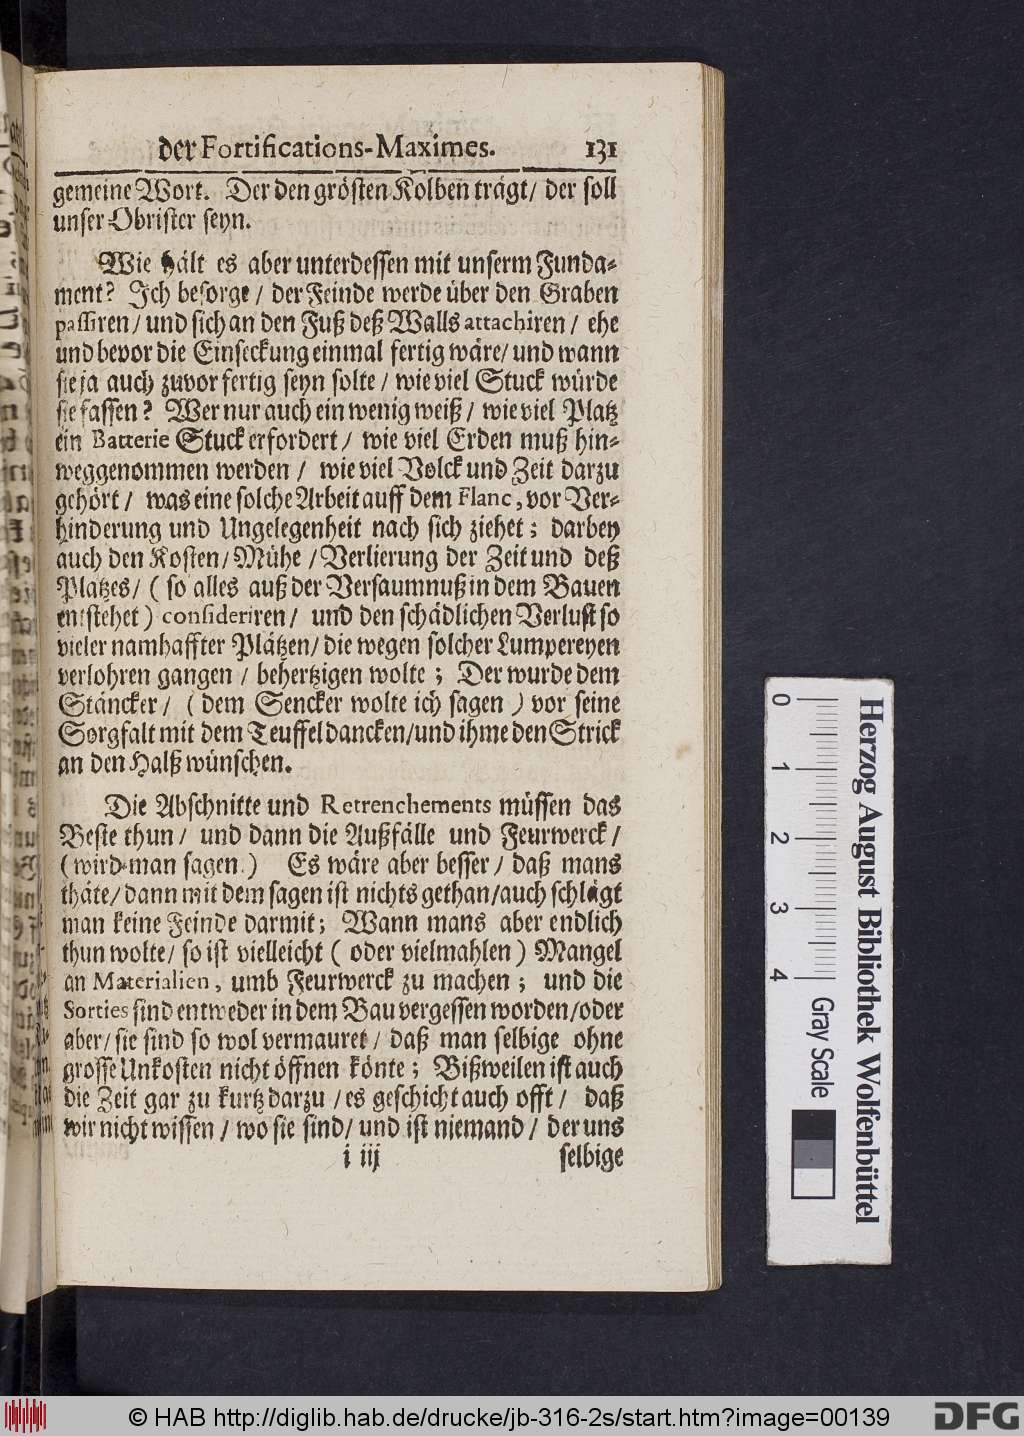 der Fortifications-Maximes. 131
gemeine Wort. Der den grösten Kolben trägt/ der soll
unser Obrister seyn.
Wie hält es aber unterdessen mit unserm Funda-
ment? Ich besorge / der Feinde werde über den Graben
passiren / und sich an den Fuß deß Walls attachiren / ehe
und bevor die Einseckung einmal fertig wäre/ und wann
sie ja auch zuvor fertig seyn solte / wie viel Stuck würde
sie fassen? Wer nur auch ein wenig weiß / wie viel Platz
ein Batterie Stuck erfordert / wie viel Erden muß hin-
weggenommen werden / wie viel Volck und Zeit darzu
gehört / was eine solche Arbeit auff dem Flanc, vor Ver-
hinderung und Ungelegenheit nach sich ziehet; darbey
auch den Kosten/ Mühe / Verlierung der Zeit und deß
Platzes/ ( so alles auß der Versaumnuß in dem Bauen
entstehet ) consideriren / und den schädlichen Verlust so
vieler namhaffter Plätzen/ die wegen solcher Lumpereyen
verlohren gangen / behertzigen wolte; Der wurde dem
Stäncker / ( dem Sencker wolte ich sagen ) vor seine
Sorgfalt mit dem Teuffel dancken/und ihme den Strick
an den Halß wünschen.
Die Abschnitte und Retrenchements müssen das
Beste thun / und dann die Außfälle und Feurwerck /
( wird man sagen. ) Es wäre aber besser / daß mans
thäte/ dann mit dem sagen ist nichts gethan/auch schlägt
man keine Feinde darmit; Wann mans aber endlich
thun wolte/ so ist vielleicht ( oder vielmahlen ) Mangel
an Materialien, umb Feurwerck zu machen; und die
Sorties sind entweder in dem Bau vergessen worden/oder
aber/ sie sind so wol vermauret / daß man selbige ohne
grosse Unkosten nicht öffnen könte; Bißweilen ist auch
die Zeit gar zu kurtz darzu / es geschicht auch offt / daß
wir nicht wissen / wo sie sind/ und ist niemand / der uns
i iij selbige
0 1 2 3 4 Gray Scale
Herzog August Bibliothek Wolfenbüttel
© HAB http://diglib.hab.de/drucke/jb-316-2s/start.htm?image=00139
DFG